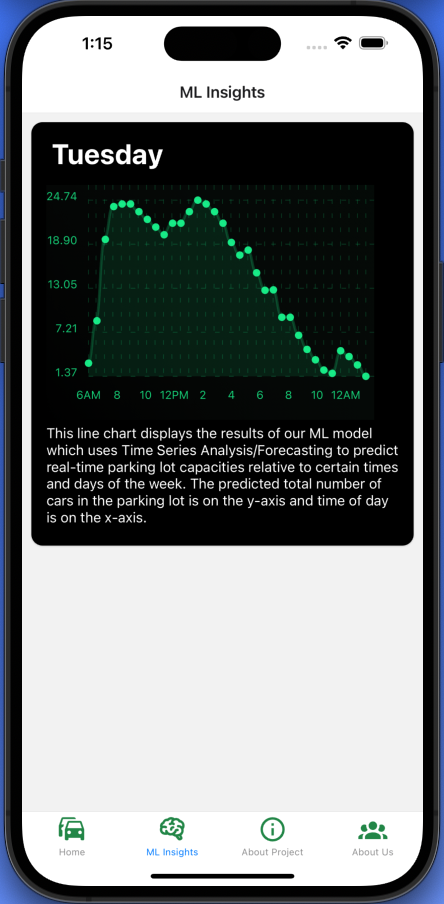 1:15
ML Insights
Tuesday
24.74
18.90
13.05
7.21
1.37
6AM 8 10 12PM 2 4 6 8 10 12AM
This line chart displays the results of our ML model
which uses Time Series Analysis/Forecasting to predict
real-time parking lot capacities relative to certain times
and days of the week. The predicted total number of
cars in the parking lot is on the y-axis and time of day
is on the x-axis.
Home ML Insights About Project About Us